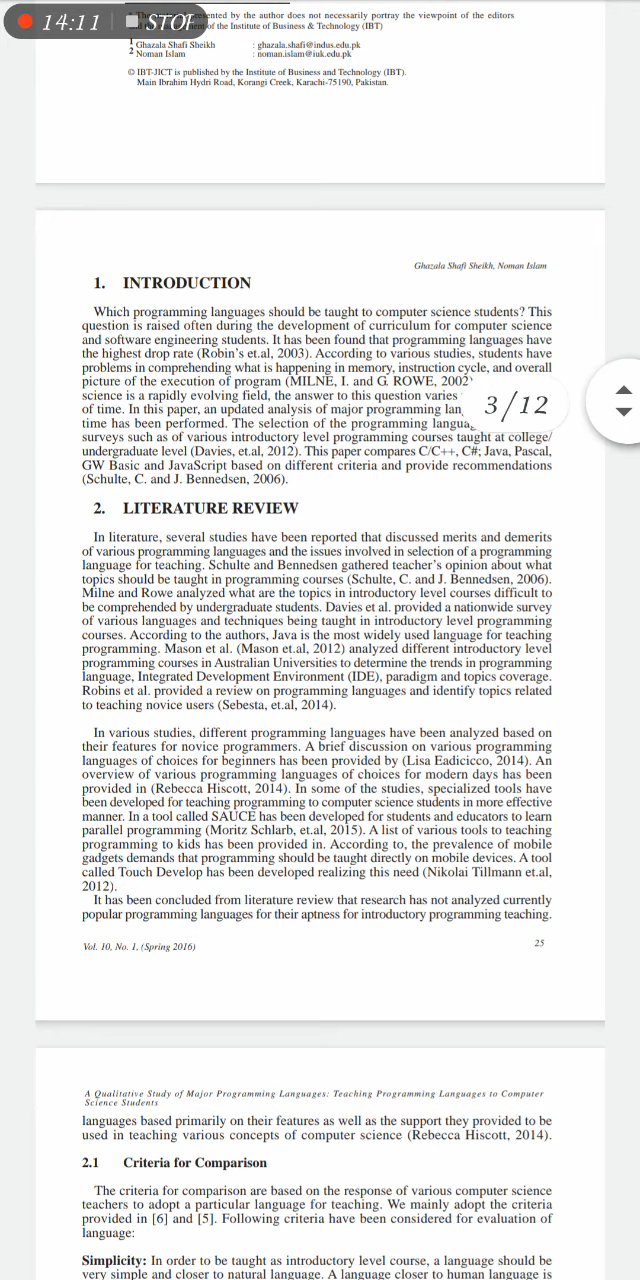 14:11 STOP
presented by the author does not necessarily portray the viewpoint of the editors
of the Institute of Business & Technology (IBT)
1 Ghazala Shafi Sheikh : ghazala.shafi@indus.edu.pk
2 Noman Islam : noman.islam@iuk.edu.pk
© IBT-JICT is published by the Institute of Business and Technology (IBT).
Main Ibrahim Hydri Road, Korangi Creek, Karachi-75190, Pakistan.
Ghazala Shafi Sheikh, Noman Islam
1. INTRODUCTION
Which programming languages should be taught to computer science students? This
question is raised often during the development of curriculum for computer science
and software engineering students. It has been found that programming languages have
the highest drop rate (Robin's et.al, 2003). According to various studies, students have
problems in comprehending what is happening in memory, instruction cycle, and overall
picture of the execution of program (MILNE, I. and G. ROWE, 2002
science is a rapidly evolving field, the answer to this question varies
of time. In this paper, an updated analysis of major programming lan
time has been performed. The selection of the programming langua
surveys such as of various introductory level programming courses taught at college/
undergraduate level (Davies, et.al, 2012). This paper compares C/C++, C#; Java, Pascal,
GW Basic and JavaScript based on different criteria and provide recommendations
(Schulte, C. and J. Bennedsen, 2006).
3/12
2. LITERATURE REVIEW
In literature, several studies have been reported that discussed merits and demerits
of various programming languages and the issues involved in selection of a programming
language for teaching. Schulte and Bennedsen gathered teacher's opinion about what
topics should be taught in programming courses (Schulte, C. and J. Bennedsen, 2006).
Milne and Rowe analyzed what are the topics in introductory level courses difficult to
be comprehended by undergraduate students. Davies et al. provided a nationwide survey
of various languages and techniques being taught in introductory level programming
courses. According to the authors, Java is the most widely used language for teaching
programming. Mason et al. (Mason et.al, 2012) analyzed different introductory level
programming courses in Australian Universities to determine the trends in programming
language, Integrated Development Environment (IDE), paradigm and topics coverage.
Robins et al. provided a review on programming languages and identify topics related
to teaching novice users (Sebesta, et.al, 2014).
In various studies, different programming languages have been analyzed based on
their features for novice programmers. A brief discussion on various programming
languages of choices for beginners has been provided by (Lisa Eadicicco, 2014). An
overview of various programming languages of choices for modern days has been
provided in (Rebecca Hiscott, 2014). In some of the studies, specialized tools have
been developed for teaching programming to computer science students in more effective
manner. In a tool called SAUCE has been developed for students and educators to learn
parallel programming (Moritz Schlarb, et.al, 2015). A list of various tools to teaching
programming to kids has been provided in. According to, the prevalence of mobile
gadgets demands that programming should be taught directly on mobile devices. A tool
called Touch Develop has been developed realizing this need (Nikolai Tillmann et.al,
2012).
It has been concluded from literature review that research has not analyzed currently
popular programming languages for their aptness for introductory programming teaching.
Vol. 10, No. 1, (Spring 2016) 25
A Qualitative Study of Major Programming Languages: Teaching Programming Languages to Computer
Science Students
languages based primarily on their features as well as the support they provided to be
used in teaching various concepts of computer science (Rebecca Hiscott, 2014).
2.1 Criteria for Comparison
The criteria for comparison are based on the response of various computer science
teachers to adopt a particular language for teaching. We mainly adopt the criteria
provided in [6] and [5]. Following criteria have been considered for evaluation of
language:
Simplicity: In order to be taught as introductory level course, a language should be
very simple and closer to natural language. A language closer to human language is